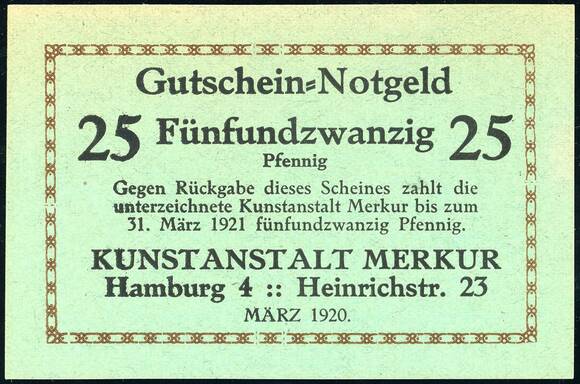 Gutschein=Notgeld
25 Fünfundzwanzig 25
Pfennig
Gegen Rückgabe dieses Scheines zahlt die
unterzeichnete Kunstanstalt Merkur bis zum
31. März 1921 fünfundzwanzig Pfennig.
KUNSTANSTALT MERKUR
Hamburg 4 :: Heinrichstr. 23
MÄRZ 1920.